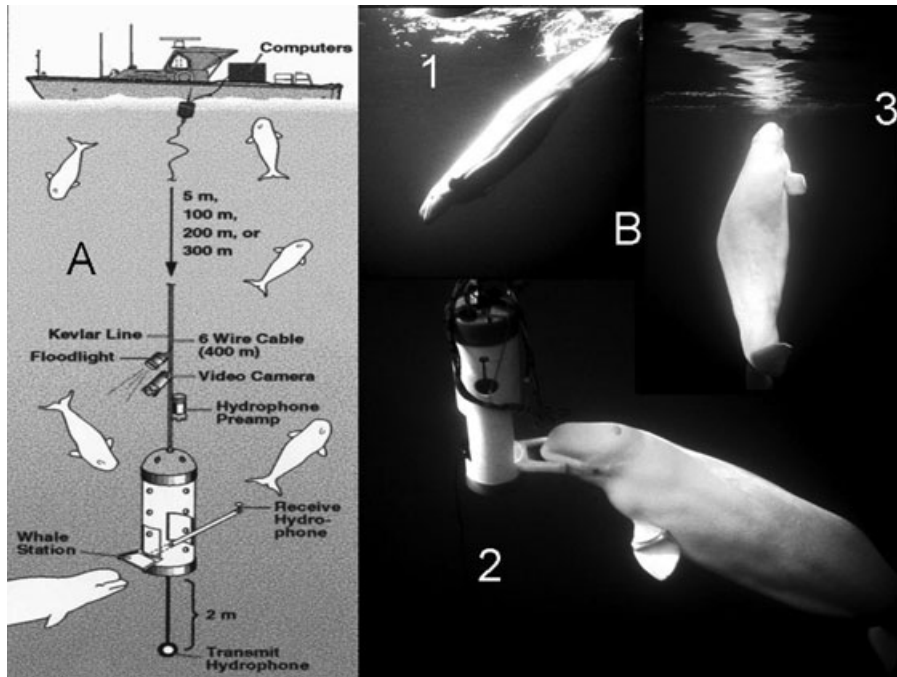 Computers
A
5 m,
100 m,
200 m, or
300 m
Kevlar Line
6 Wire Cable
(400 m)
Floodlight
Video Camera
Hydrophone
Preamp
Receive
Hydro-
phone
Whale
Station
2 m
Transmit
Hydrophone
1
B
3
2